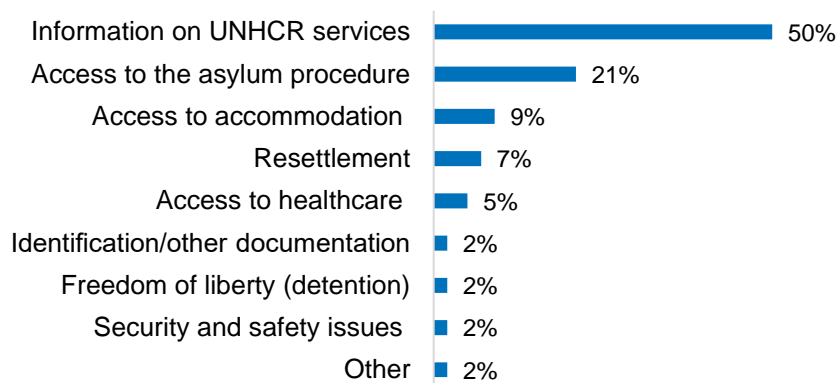 Information on UNHCR services 50%
Access to the asylum procedure 21%
Access to accommodation 9%
Resettlement 7%
Access to healthcare 5%
Identification/other documentation 2%
Freedom of liberty (detention) 2%
Security and safety issues 2%
Other 2%